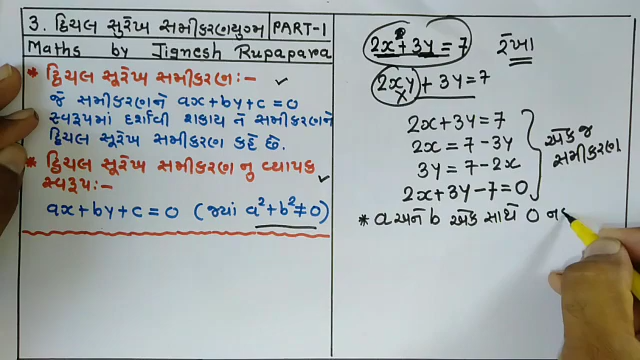 3. દ્વિચલ સુરેખ સમીકરણયુગ્મ PART-1
Maths by Jignesh Rupapara
* દ્વિચલ સૂરેખ સમીકરણ:-
જે સમીકરણને ax+by+c=0
સ્વરૂપમાં દર્શાવી શકાય તે સમીકરણને
દ્વિચલ સુરેખ સમીકરણ કહે છે.
* દ્વિચલ સુરેખ સમીકરણ નુ વ્યાપક
સ્વરૂપ:-
ax+by+c=0 (જ્યાં a²+b²≠0)
2x+3y=7 રેખા
2xy+3y=7
2x+3y=7
2x=7-3y
3y=7-2x
2x+3y-7=0
એક જ
સમીકરણ
* a અને b એક સાથે 0 ન